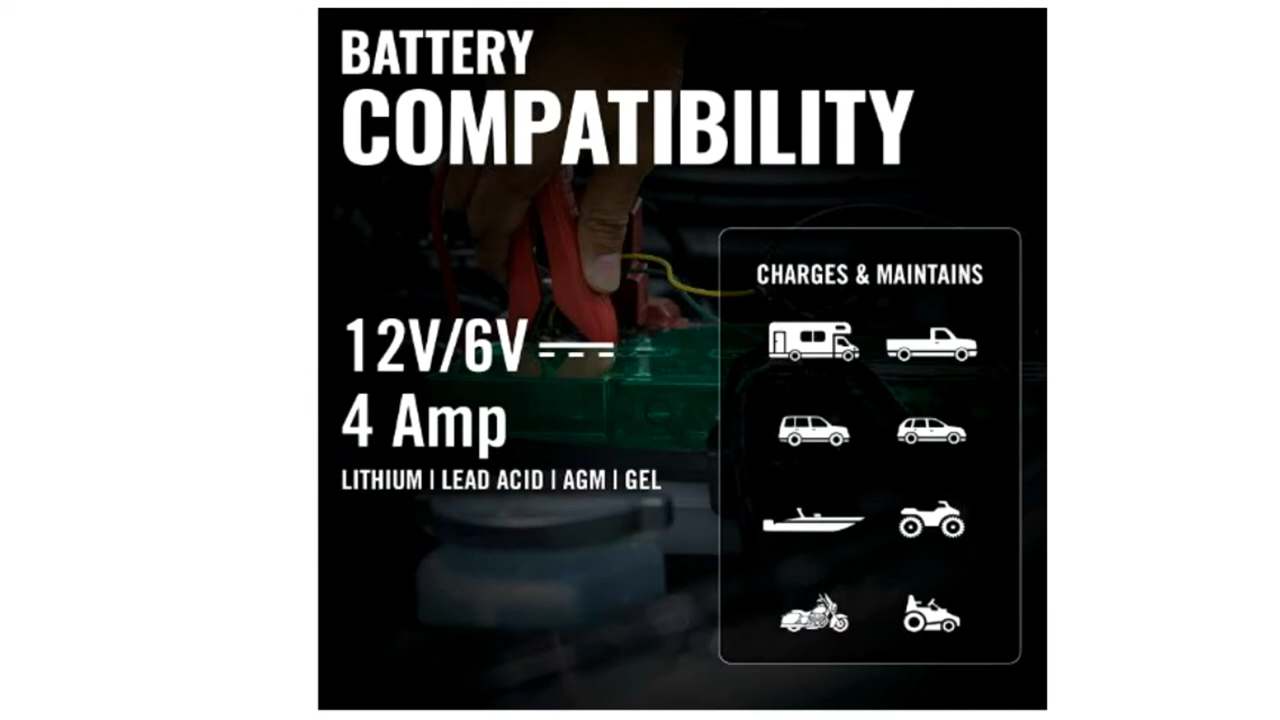 BATTERY
COMPATIBILITY
CHARGES & MAINTAINS
12V/6V
4 Amp
LITHIUM | LEAD ACID | AGM | GEL